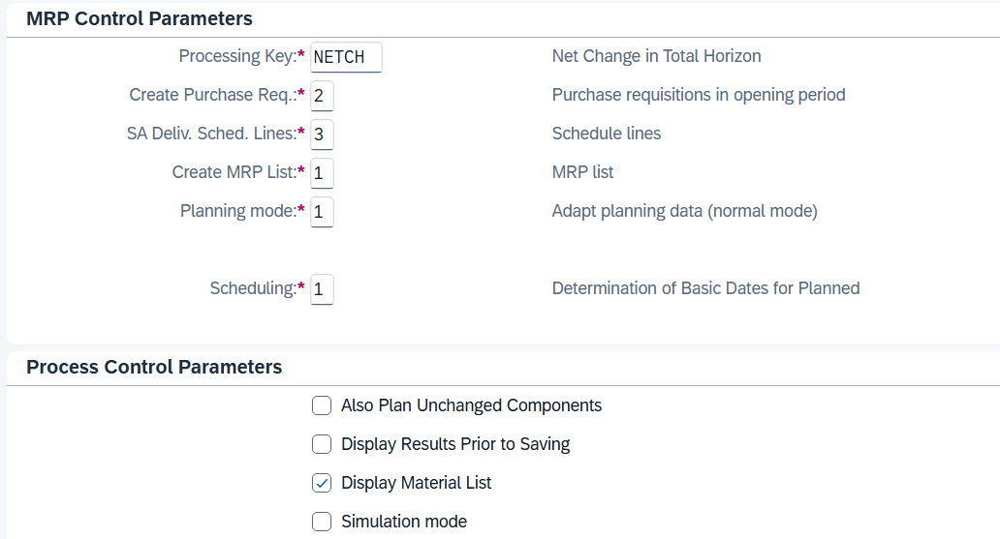 MRP Control Parameters
Processing Key:* NETCH Net Change in Total Horizon
Create Purchase Req.:* 2 Purchase requisitions in opening period
SA Deliv. Sched. Lines:* 3 Schedule lines
Create MRP List:* 1 MRP list
Planning mode:* 1 Adapt planning data (normal mode)
Scheduling:* 1 Determination of Basic Dates for Planned
Process Control Parameters
Also Plan Unchanged Components
Display Results Prior to Saving
Display Material List
Simulation mode